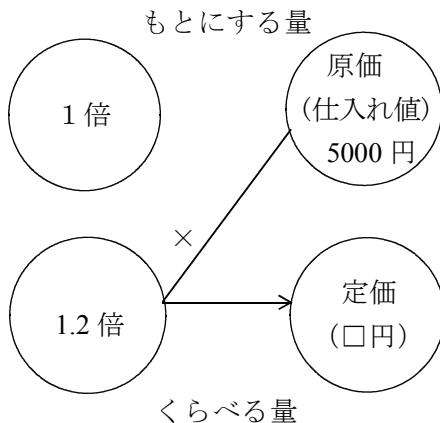 もとにする量
1倍
原価
（仕入れ値）
5000円
×
1.2倍
定価
（□円）
くらべる量